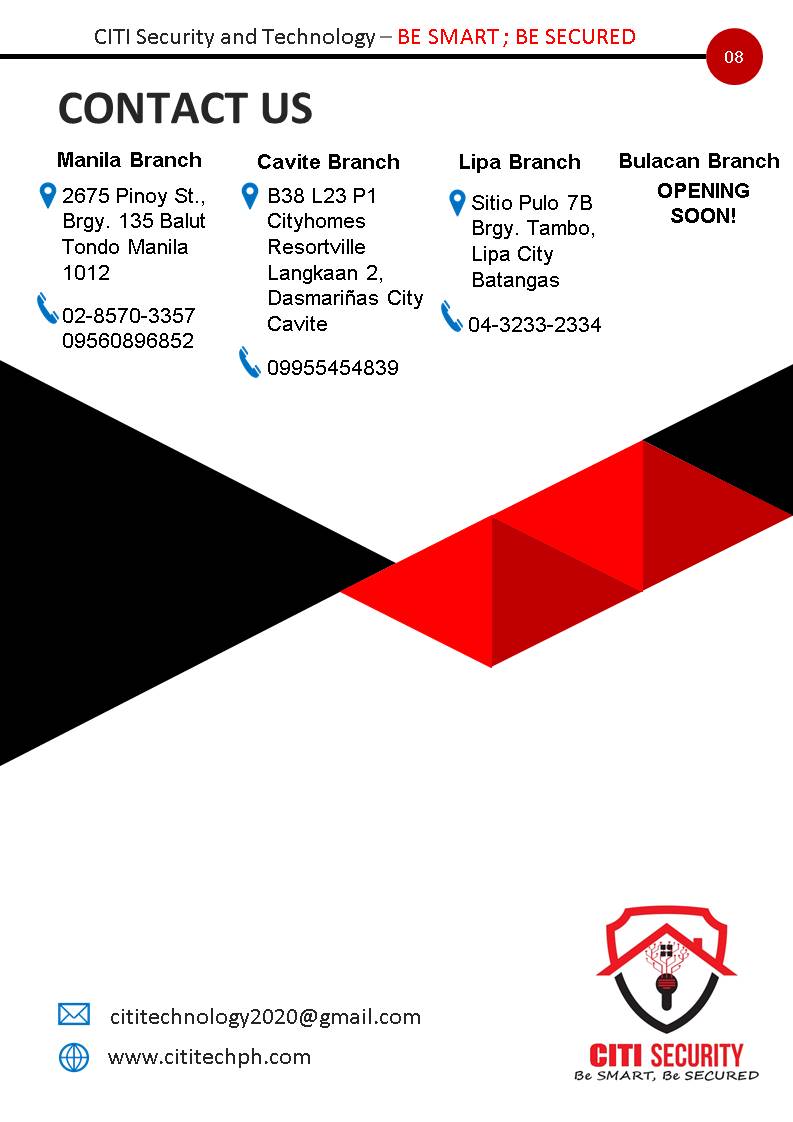 CITI Security and Technology – BE SMART ; BE SECURED
08
CONTACT US
Manila Branch
2675 Pinoy St.,
Brgy. 135 Balut
Tondo Manila
1012
02-8570-3357
09560896852
Cavite Branch
B38 L23 P1
Cityhomes
Resortville
Langkaan 2,
Dasmariñas City
Cavite
09955454839
Lipa Branch
Sitio Pulo 7B
Brgy. Tambo,
Lipa City
Batangas
04-3233-2334
Bulacan Branch
OPENING
SOON!
cititechnology2020@gmail.com
www.cititechph.com
CITI SECURITY
Be SMART, Be SECURED